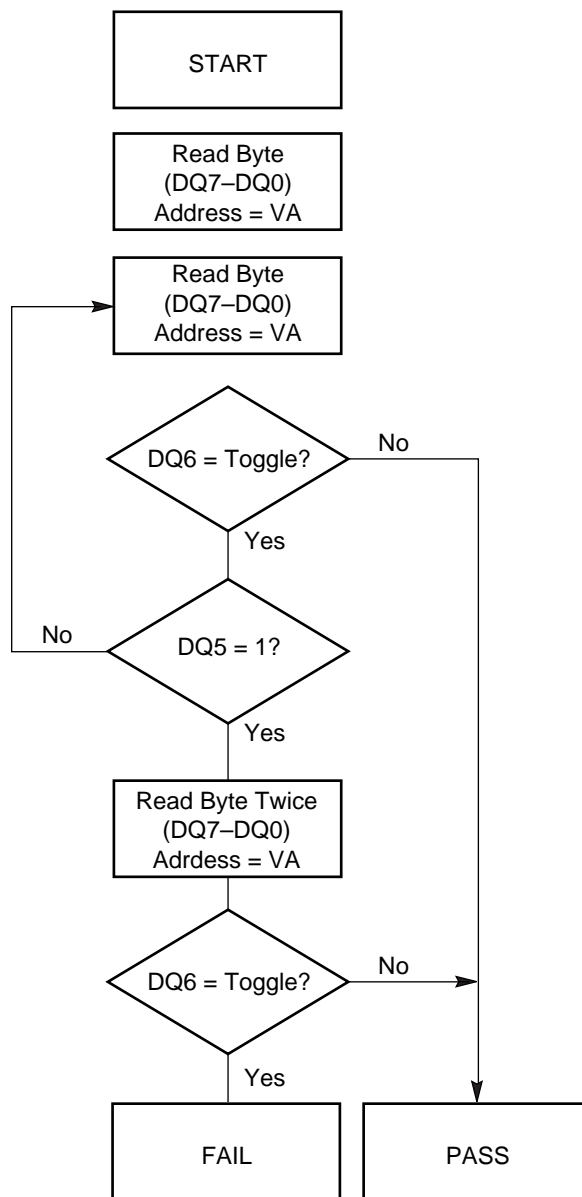 START
Read Byte
(DQ7–DQ0)
Address = VA
Read Byte
(DQ7–DQ0)
Address = VA
DQ6 = Toggle?
No
Yes
No
DQ5 = 1?
Yes
Read Byte Twice
(DQ7–DQ0)
Adrdess = VA
DQ6 = Toggle?
No
Yes
FAIL
PASS